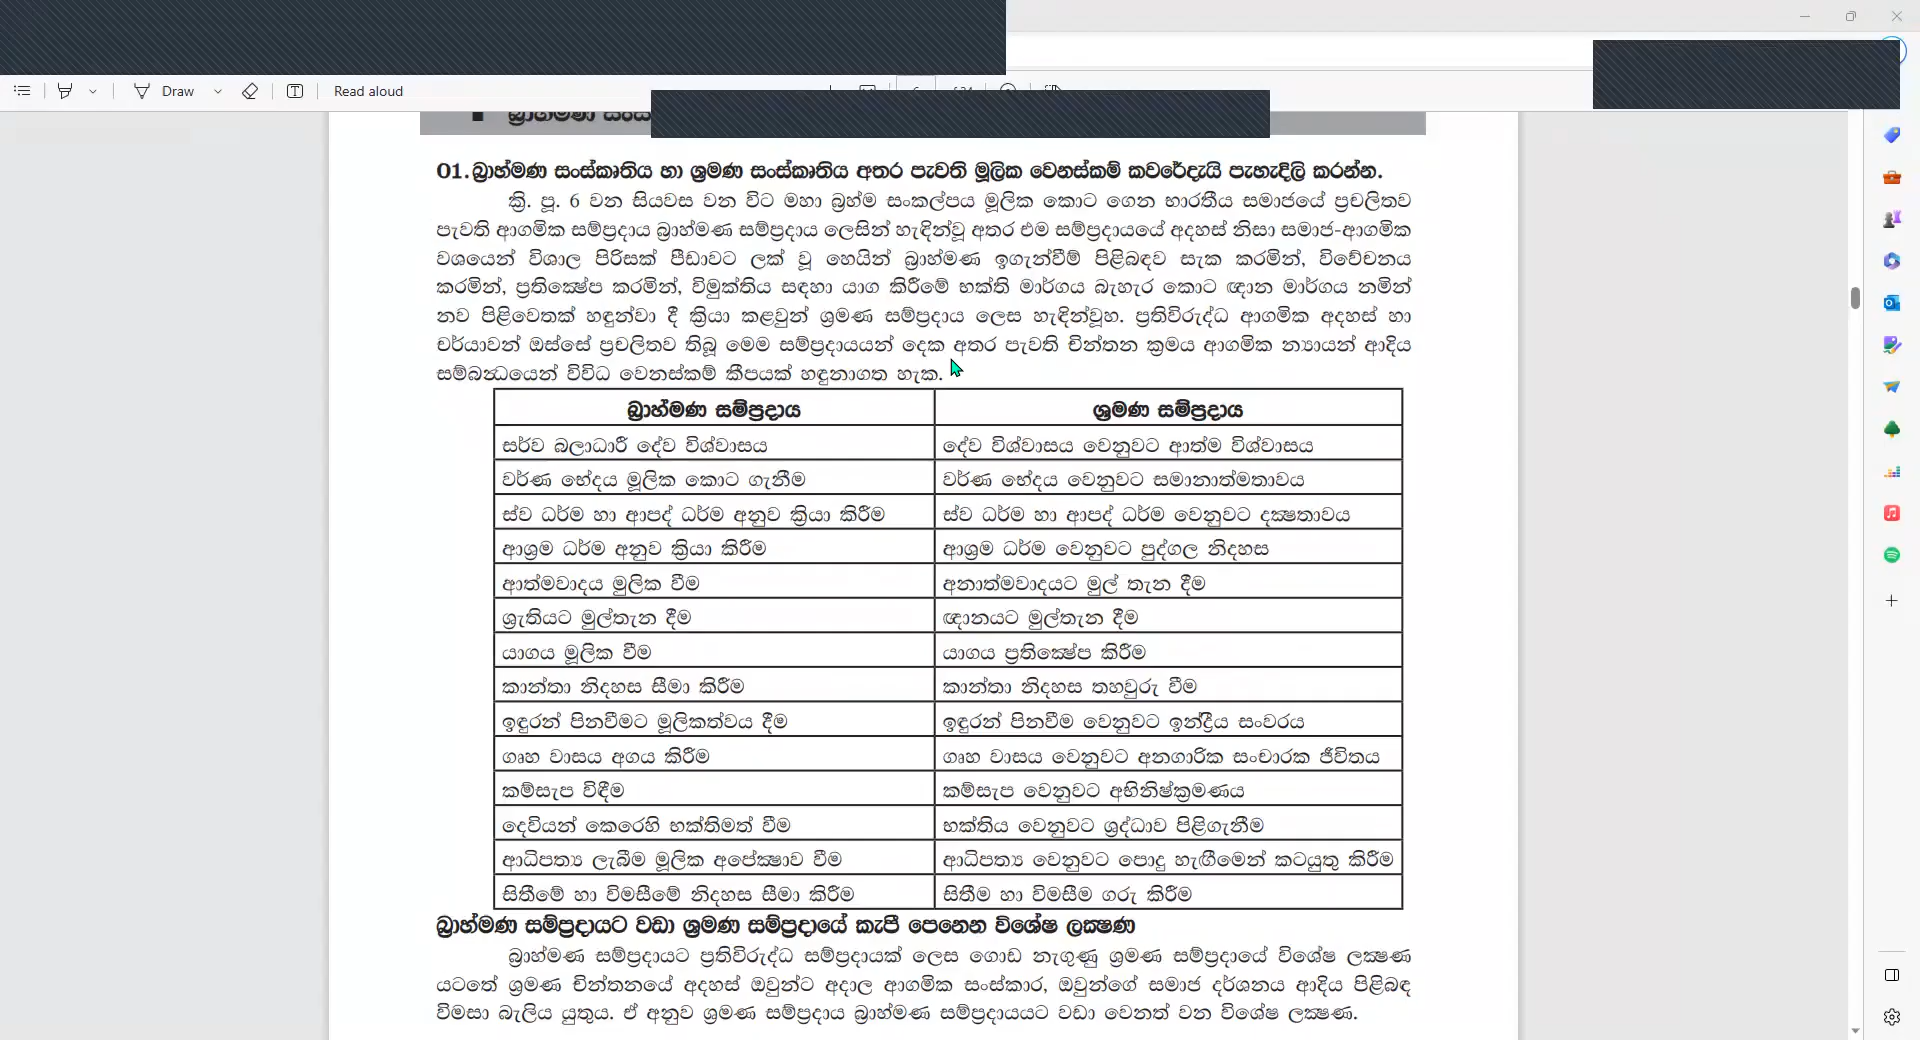 Draw
Read aloud
01. බ්‍රාහ්මණ සංස්කෘතිය හා ශ්‍රමණ සංස්කෘතිය අතර පැවති මූලික වෙනස්කම් කවරේදැයි පැහැදිලි කරන්න.
ක්‍රි. පූ. 6 වන සියවස වන විට මහා බ්‍රහ්ම සංකල්පය මූලික කොට ගෙන භාරතීය සමාජයේ ප්‍රචලිතව
පැවති ආගමික සම්ප්‍රදාය බ්‍රාහ්මණ සම්ප්‍රදාය ලෙසින් හැඳින්වූ අතර එම සම්ප්‍රදායයේ අදහස් නිසා සමාජ-ආගමික
වශයෙන් විශාල පිරිසක් පීඩාවට ලක් වූ හෙයින් බ්‍රාහ්මණ ඉගැන්වීම් පිළිබඳව සැක කරමින්, විවේචනය
කරමින්, ප්‍රතික්‍ෂේප කරමින්, විමුක්තිය සඳහා යාග කිරීමේ භක්ති මාර්ගය බැහැර කොට ඥාන මාර්ගය නමින්
නව පිළිවෙතක් හඳුන්වා දී ක්‍රියා කළවුන් ශ්‍රමණ සම්ප්‍රදාය ලෙස හැඳින්වූහ. ප්‍රතිවිරුද්ධ ආගමික අදහස් හා
චර්යාවන් ඔස්සේ ප්‍රචලිතව තිබූ මෙම සම්ප්‍රදායයන් දෙක අතර පැවති චින්තන ක්‍රමය ආගමික න්‍යායන් ආදිය
සම්බන්‍ධයෙන් විවිධ වෙනස්කම් කීපයක් හඳුනාගත හැක.
බ්‍රාහ්මණ සම්ප්‍රදාය ශ්‍රමණ සම්ප්‍රදාය
සර්ව බලාධාරී දේව විශ්වාසය දේව විශ්වාසය වෙනුවට ආත්ම විශ්වාසය
වර්ණ භේදය මූලික කොට ගැනීම වර්ණ භේදය වෙනුවට සමානාත්මතාවය
ස්ව ධර්ම හා ආපද් ධර්ම අනුව ක්‍රියා කිරීම ස්ව ධර්ම හා ආපද් ධර්ම වෙනුවට දක්‍ෂතාවය
ආශ්‍රම ධර්ම අනුව ක්‍රියා කිරීම ආශ්‍රම ධර්ම වෙනුවට පුද්ගල නිදහස
ආත්මවාදය මුලික වීම අනාත්මවාදයට මුල් තැන දීම
ශ්‍රැතියට මුල්තැන දීම ඥානයට මුල්තැන දීම
යාගය මූලික වීම යාගය ප්‍රතික්‍ෂේප කිරීම
කාන්තා නිදහස සීමා කිරීම කාන්තා නිදහස තහවුරු වීම
ඉඳුරන් පිනවීමට මූලිකත්වය දීම ඉඳුරන් පිනවීම වෙනුවට ඉන්ද්‍රීය සංවරය
ගෘහ වාසය අගය කිරීම ගෘහ වාසය වෙනුවට අනගාරික සංචාරක ජීවිතය
කම්සැප විඳීම කම්සැප වෙනුවට අභිනිෂ්ක්‍රමණය
දෙවියන් කෙරෙහි භක්තිමත් වීම භක්තිය වෙනුවට ශ්‍රද්ධාව පිළිගැනීම
ආධිපත්‍ය ලැබීම මූලික අපේක්‍ෂාව වීම ආධිපත්‍ය වෙනුවට පොදු හැඟීමෙන් කටයුතු කිරීම
සිතීමේ හා විමසීමේ නිදහස සීමා කිරීම සිතීම හා විමසීම ගරු කිරීම
බ්‍රාහ්මණ සම්ප්‍රදායට වඩා ශ්‍රමණ සම්ප්‍රදායේ කැපී පෙනෙන විශේෂ ලක්‍ෂණ
බ්‍රාහ්මණ සම්ප්‍රදායට ප්‍රතිවිරුද්ධ සම්ප්‍රදායක් ලෙස ගොඩ නැගුණු ශ්‍රමණ සම්ප්‍රදායේ විශේෂ ලක්‍ෂණ
යටතේ ශ්‍රමණ චින්තනයේ අදහස් ඔවුන්ට අදාල ආගමික සංස්කාර, ඔවුන්ගේ සමාජ දර්ශනය ආදිය පිළිබඳ
විමසා බැලිය යුතුය. ඒ අනුව ශ්‍රමණ සම්ප්‍රදාය බ්‍රාහ්මණ සම්ප්‍රදායයට වඩා වෙනත් වන විශේෂ ලක්‍ෂණ.